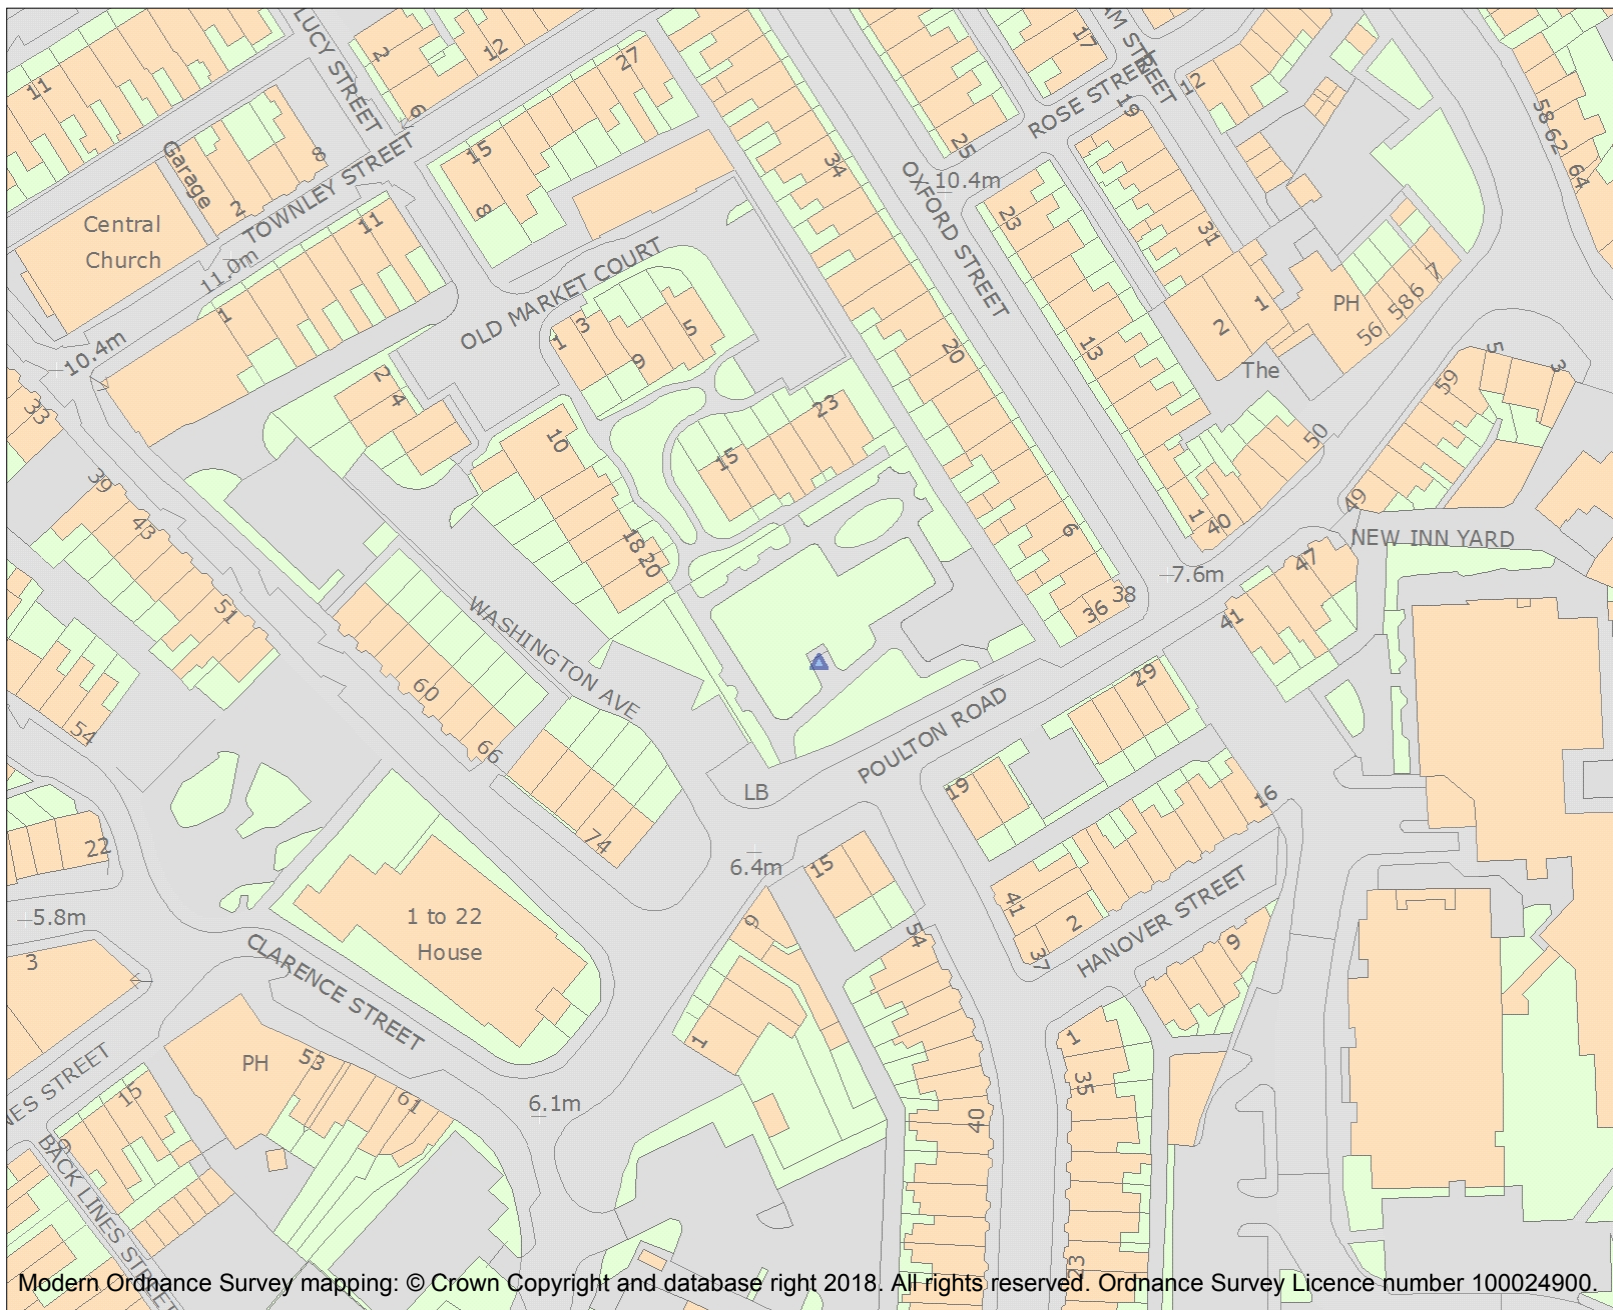 LUCY STREET
2
12
27
17
ROSE STREET
12
19
11
6
58 62
64
Garage
8
15
34
25
TOWNLEY STREET
2
8
OXFORD STREET
10.4m
23
31
Central
Church
11
11.0m
OLD MARKET COURT
1
3
5
1
9
20
13
2
1
PH
56
58
6
7
The
10.4m
33
2
4
10
15
23
5
3
59
50
49
39
43
18
20
6
1
40
NEW INN YARD
47
7.6m
36
38
41
51
WASHINGTON AVE
60
66
54
POULTON ROAD
29
LB
19
16
74
22
6.4m
15
41
2
HANOVER STREET
5.8m
1 to 22
House
9
54
37
9
3
CLARENCE STREET
1
1
35
PH
53
61
15
6.1m
40
9
BACK LINES STREET
23
Modern Ordnance Survey mapping: © Crown Copyright and database right 2018. All rights reserved. Ordnance Survey Licence number 100024900.